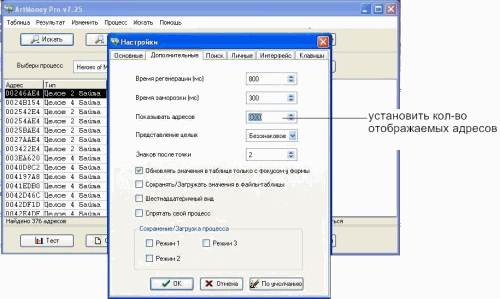 ArtMoney Pro v7.25
Таблица Результат Изменить Процесс Искать Помощь
Искать
Выбери процесс
Heroes of M
Адрес Тип
00246AE4 Целое 2 Байта
0024B154 Целое 4 Байта
002542E4 Целое 2 Байта
00254AE4 Целое 4 Байта
0025BAE4 Целое 2 Байта
0027AAE4 Целое 4 Байта
003422E4 Целое 2 Байта
003EA620 Целое 4 Байта
0040D8C2 Целое 4 Байта
004197A8 Целое 4 Байта
0041EDB0 Целое 4 Байта
0042D46C Целое 4 Байта
0042DF1D Целое 4 Байта
0042E4DF Целое 4 Байта
Найдено 376 адресов
Тест
Настройки
Основные Дополнительные Поиск Личные Интерфейс Клавиши
Время регенерации (мс) 800
Время заморозки (мс) 300
Показывать адресов
Представление целых Беззнаковое
Знаков после точки 2
Обновлять значения в таблице только с фокусом у формы
Сохранять/Загружать значения в файлы-таблицы
Шестнадцатеричный вид
Спрятать свой процесс
Сохранение/Загрузка процесса
Режим 1 Режим 3
Режим 2
OK Отмена По умолчанию
установить кол-во
отображаемых адресов